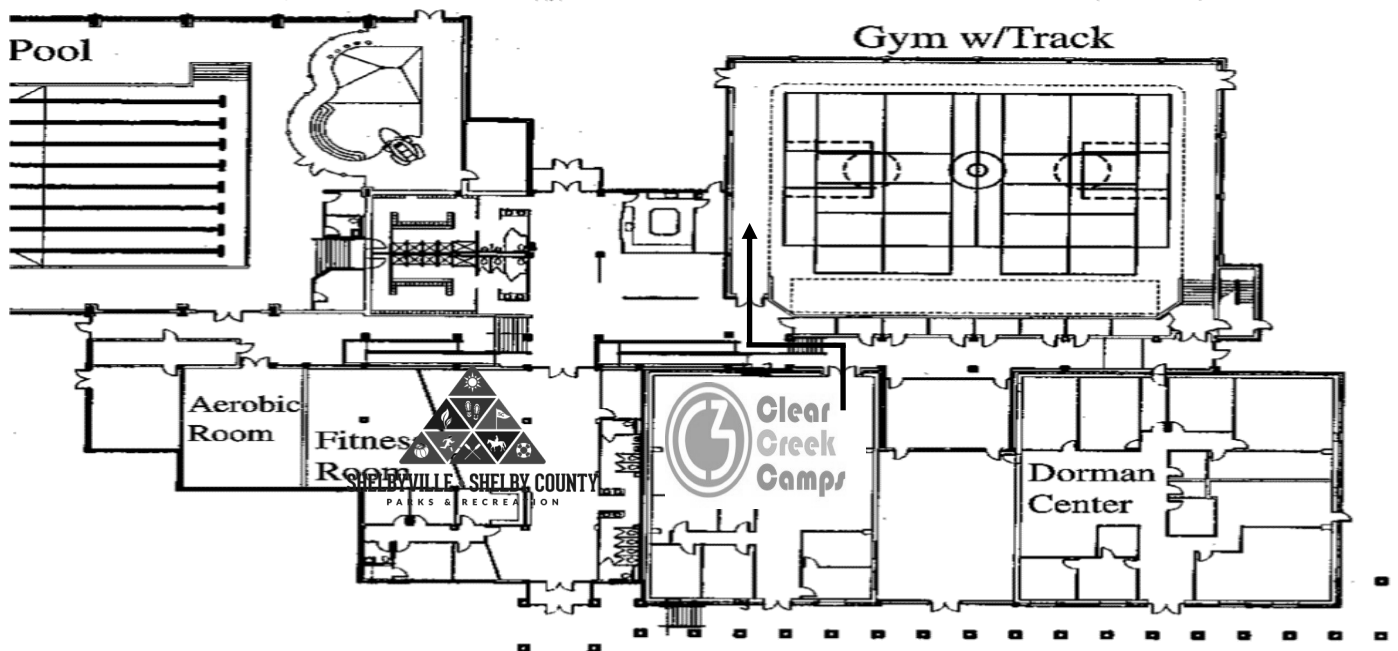 Pool
Gym w/Track
Aerobic
Room
Fitness
Room
SHELBYVILLE SHELBY COUNTY
PARKS & RECREATION
Clear
Creek
Camps
Dorman
Center